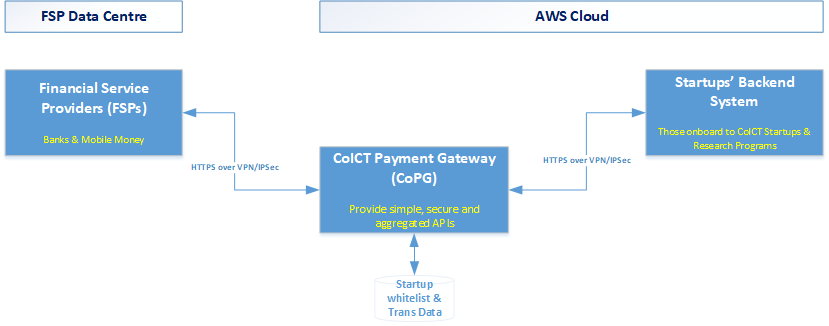 FSP Data Centre
AWS Cloud
Financial Service
Providers (FSPs)
Banks & Mobile Money
Startups' Backend
System
Those onboard to CoICT Startups &
Research Programs
HTTPS over VPN/IPSec
HTTPS over VPN/IPSec
CoICT Payment Gateway
(CoPG)
Provide simple, secure and
aggregated APIs
Startup
whitelist &
Trans Data